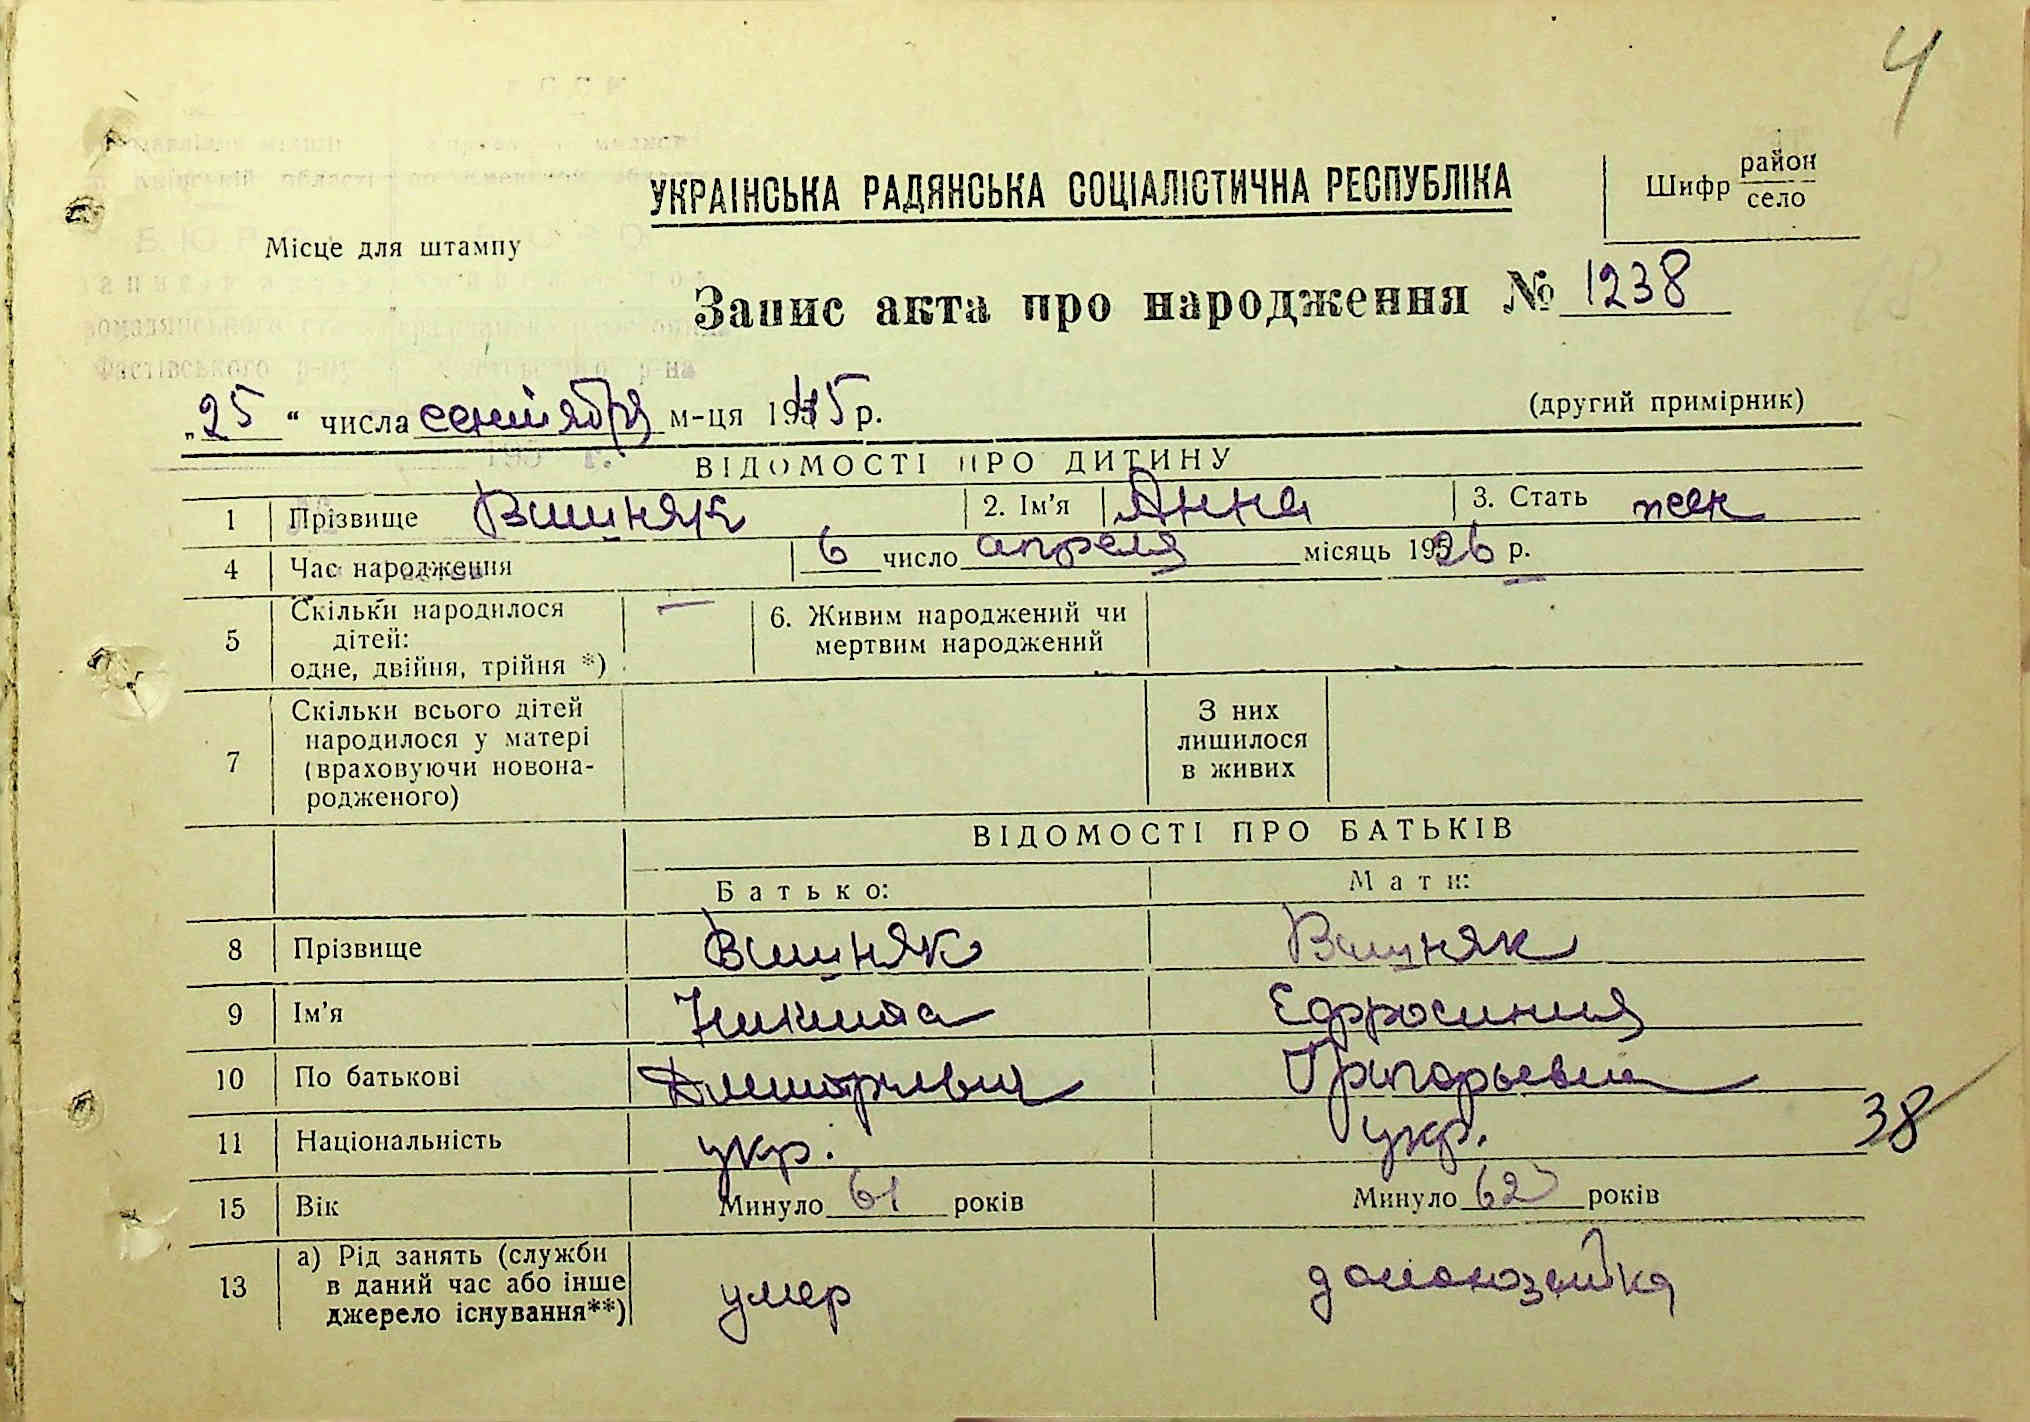 4
УКРАІНСЬКА РАДЯНСЬКА СОЦІАЛІСТИЧНА РЕСПУБЛІКА
Шифр район
село
Місце для штампу
Запис акта про народження № 1238
„25" числа сентября м-ця 1945 р.
(другий примірник)
ВІДОМОСТІ ПРО ДИТИНУ
1 Прізвище Вишняк 2. Ім'я Анна 3. Стать жен
4 Час народження 6 число апреля місяць 1926 р.
5 Скільки народилося дітей: одне, двійня, трійня *) — 6. Живим народжений чи мертвим народжений
7 Скільки всього дітей народилося у матері (враховуючи новонародженого) З них лишилося в живих
ВІДОМОСТІ ПРО БАТЬКІВ
Батько: Мати:
8 Прізвище Вишняк Вишняк
9 Ім'я Никита Ефросиния
10 По батькові Дмитриевич Григорьевна
11 Національність укр. укр.
38
15 Вік Минуло 61 років Минуло 62 років
13 а) Рід занять (служби в даний час або інше джерело існування**) умер домохозяйка